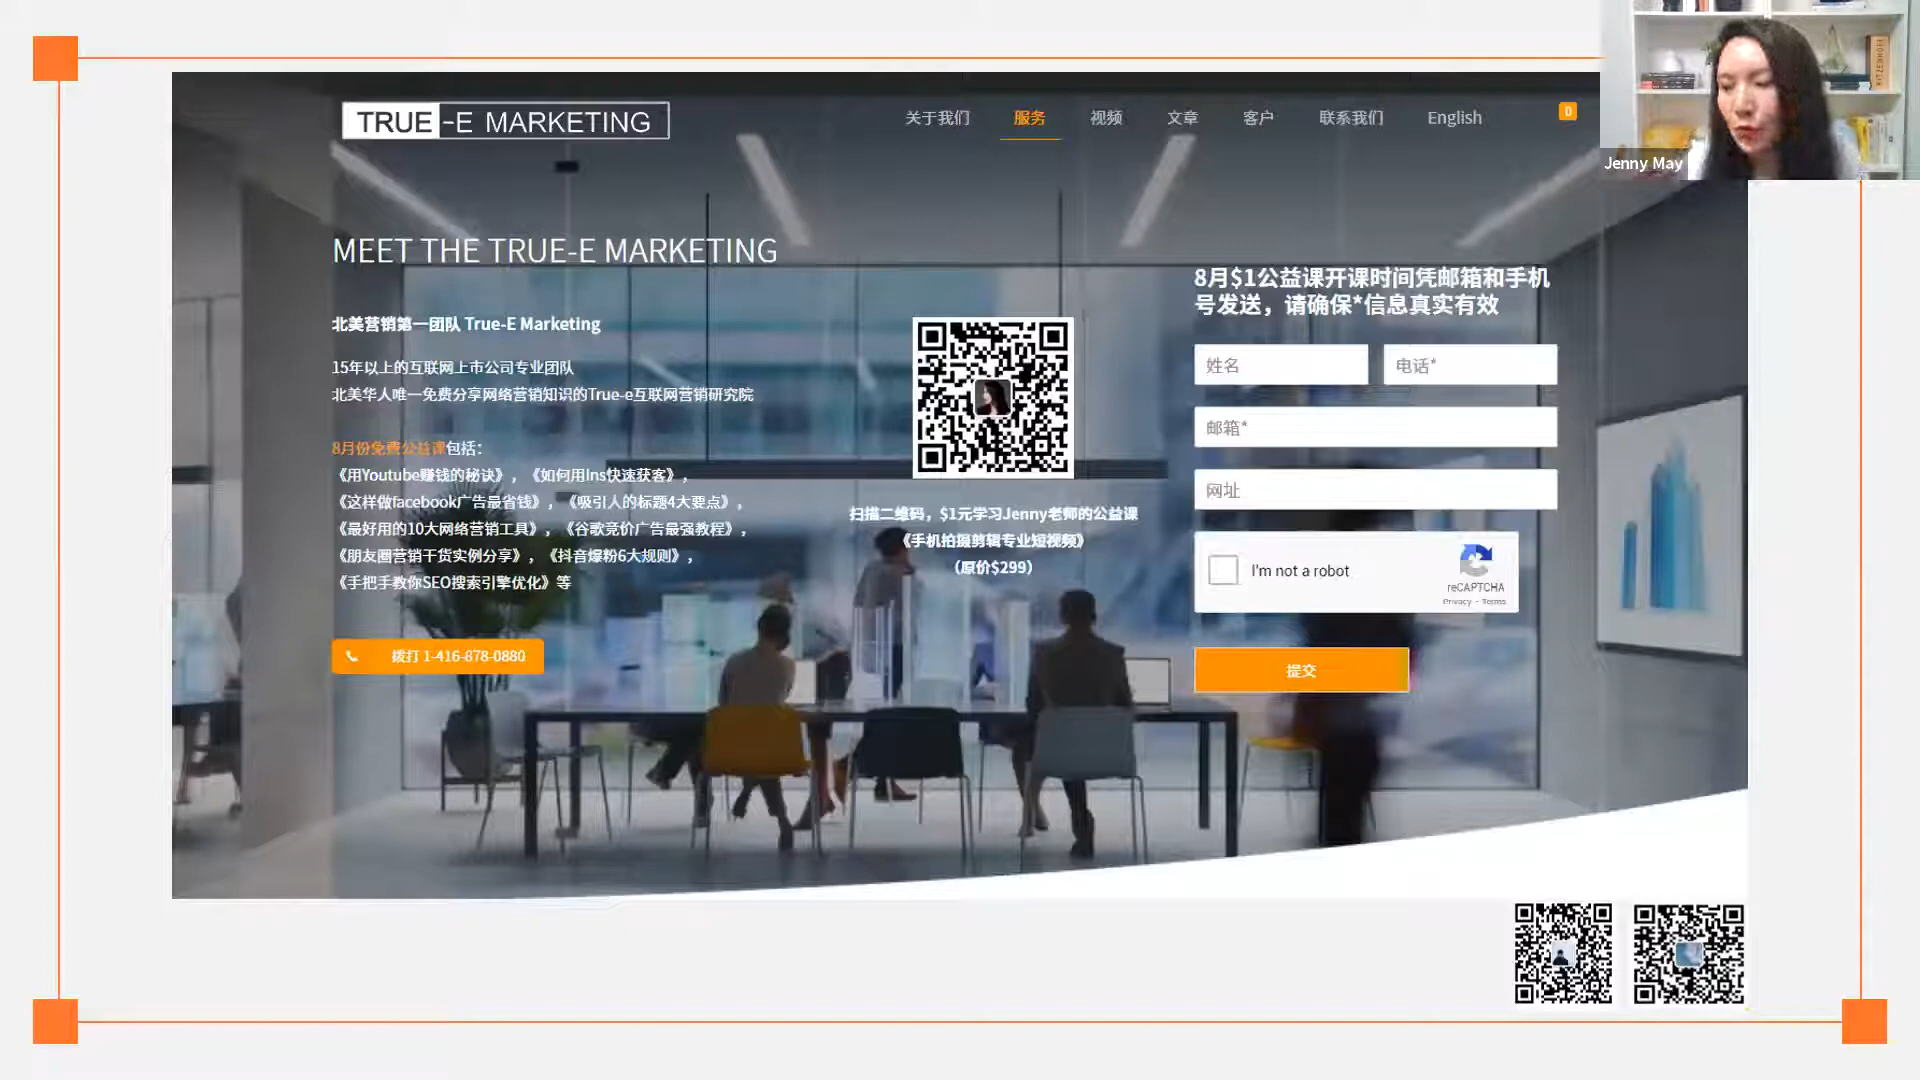 TRUE-E MARKETING
关于我们
服务
视频
文章
客户
联系我们
English
0
Jenny May
MEET THE TRUE-E MARKETING
北美营销第一团队 True-E Marketing
15年以上的互联网上市公司专业团队
北美华人唯一免费分享网络营销知识的True-e互联网营销研究院
8月份免费公益课包括：
《用Youtube赚钱的秘诀》，《如何用Ins快速获客》，
《这样做facebook广告最省钱》，《吸引人的标题4大要点》，
《最好用的10大网络营销工具》，《谷歌竞价广告最强教程》，
《朋友圈营销干货实例分享》，《抖音爆粉6大规则》，
《手把手教你SEO搜索引擎优化》等
拨打 1-416-878-0880
扫描二维码，$1元学习Jenny老师的公益课
《手机拍摄剪辑专业短视频》
（原价$299）
8月$1公益课开课时间凭邮箱和手机
号发送，请确保*信息真实有效
姓名
电话*
邮箱*
网址
I'm not a robot
reCAPTCHA
Privacy - Terms
提交